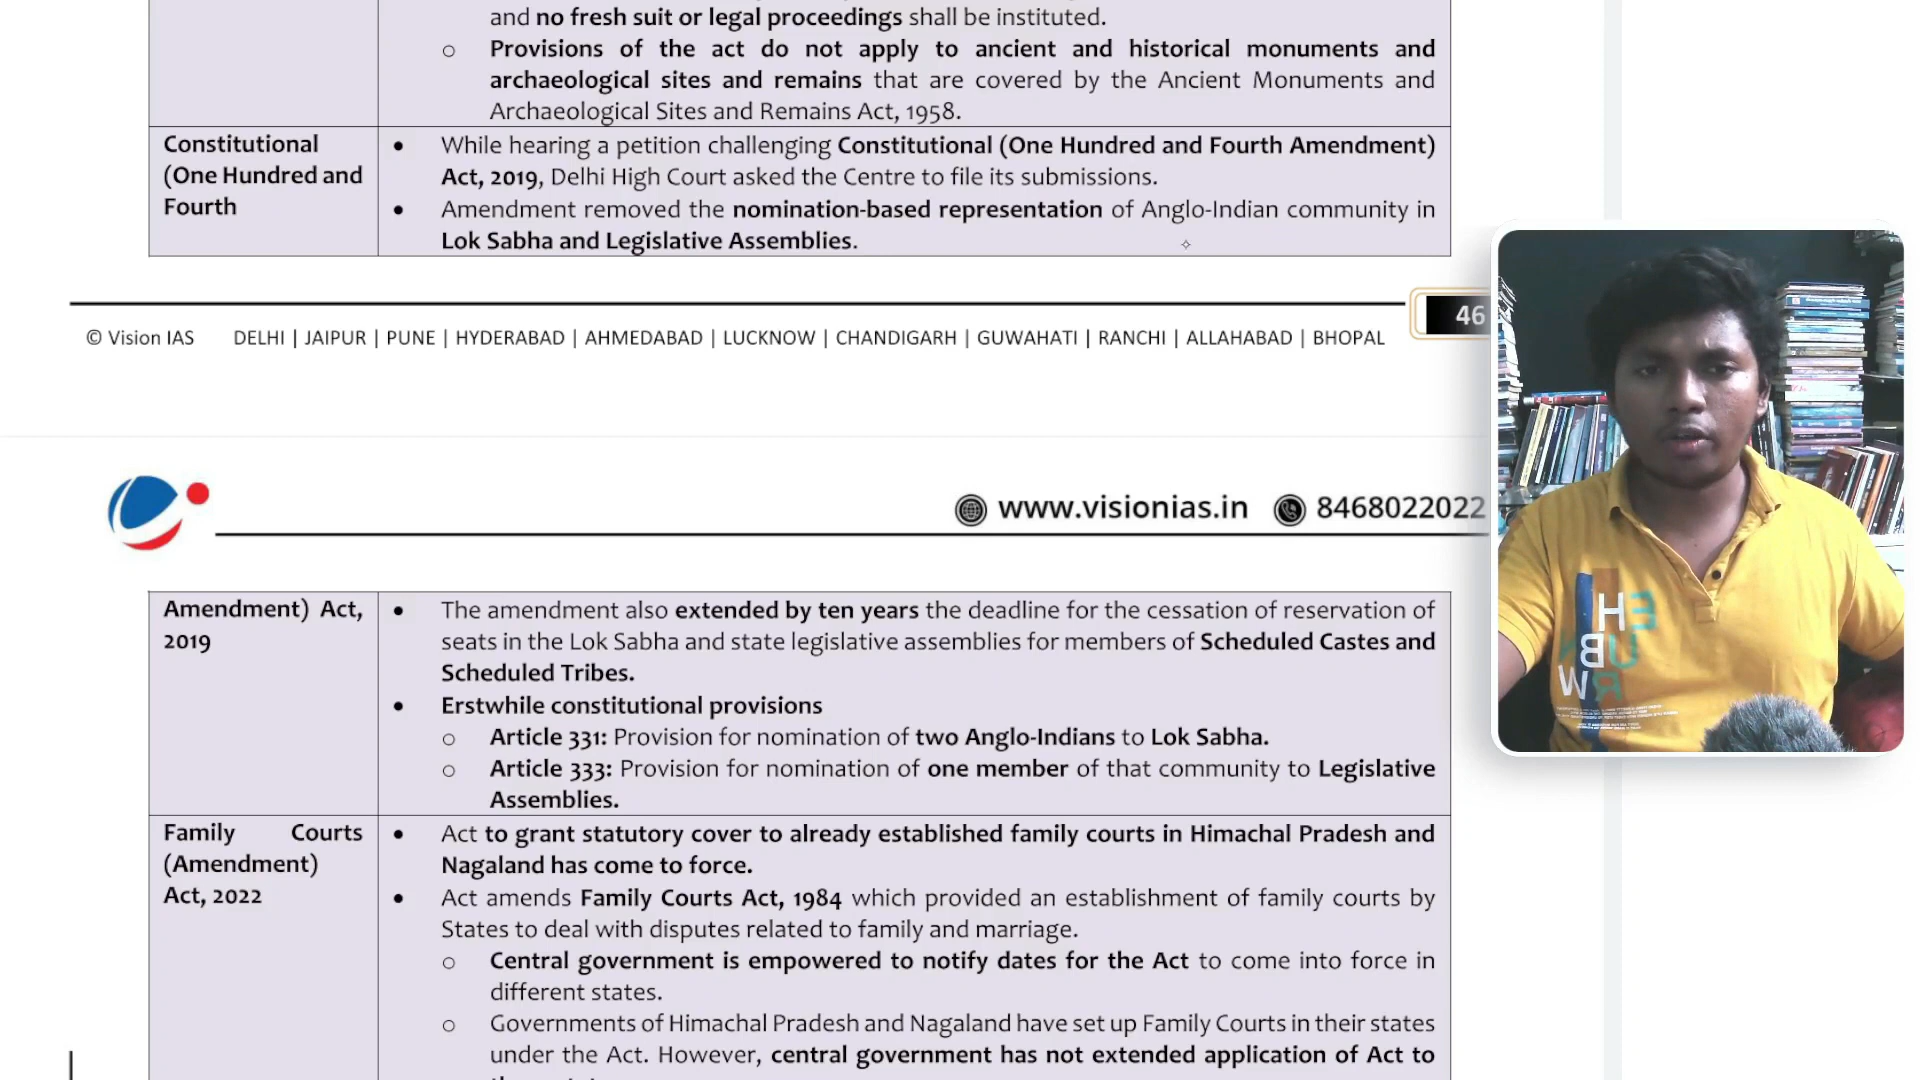 and no fresh suit or legal proceedings shall be instituted.
o Provisions of the act do not apply to ancient and historical monuments and
archaeological sites and remains that are covered by the Ancient Monuments and
Archaeological Sites and Remains Act, 1958.
Constitutional
(One Hundred and
Fourth
• While hearing a petition challenging Constitutional (One Hundred and Fourth Amendment)
Act, 2019, Delhi High Court asked the Centre to file its submissions.
• Amendment removed the nomination-based representation of Anglo-Indian community in
Lok Sabha and Legislative Assemblies.
46
© Vision IAS DELHI | JAIPUR | PUNE | HYDERABAD | AHMEDABAD | LUCKNOW | CHANDIGARH | GUWAHATI | RANCHI | ALLAHABAD | BHOPAL
www.visionias.in 8468022022
Amendment) Act,
2019
• The amendment also extended by ten years the deadline for the cessation of reservation of
seats in the Lok Sabha and state legislative assemblies for members of Scheduled Castes and
Scheduled Tribes.
• Erstwhile constitutional provisions
o Article 331: Provision for nomination of two Anglo-Indians to Lok Sabha.
o Article 333: Provision for nomination of one member of that community to Legislative
Assemblies.
Family Courts
(Amendment)
Act, 2022
• Act to grant statutory cover to already established family courts in Himachal Pradesh and
Nagaland has come to force.
• Act amends Family Courts Act, 1984 which provided an establishment of family courts by
States to deal with disputes related to family and marriage.
o Central government is empowered to notify dates for the Act to come into force in
different states.
o Governments of Himachal Pradesh and Nagaland have set up Family Courts in their states
under the Act. However, central government has not extended application of Act to